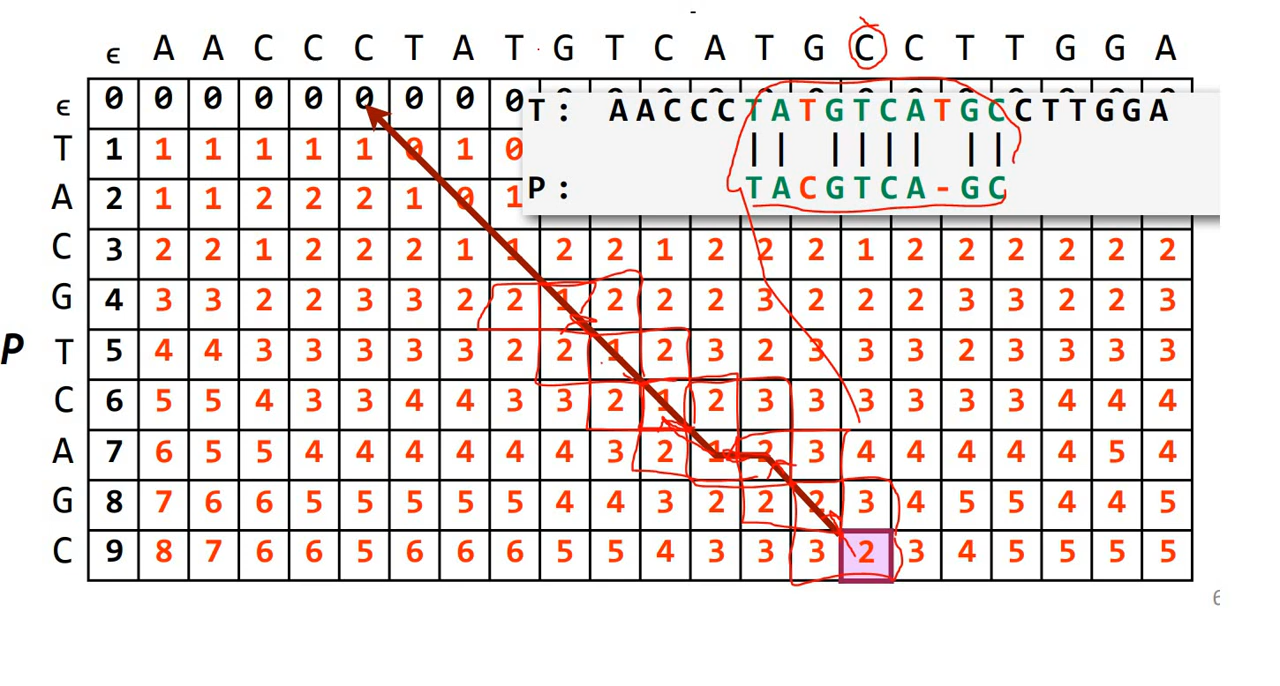 ϵ A A C C C T A T G T C A T G C C T T G G A
ϵ 0 0 0 0 0 0 0 0 0
T: AACCCTATGTCATGCCTTGGA
T 1 1 1 1 1 1 0 1 0
|| |||| ||
A 2 1 1 2 2 2 1 0 1
P: TACGTCA-GC
C 3 2 2 1 2 2 2 1 1 2 2 1 2 2 2 1 2 2 2 2 2 2
G 4 3 3 2 2 3 3 2 2 1 2 2 2 3 2 2 2 3 3 2 2 3
P T 5 4 4 3 3 3 3 3 2 2 1 2 3 2 3 3 3 2 3 3 3 3
C 6 5 5 4 3 3 4 4 3 3 2 1 2 3 3 3 3 3 3 4 4 4
A 7 6 5 5 4 4 4 4 4 4 3 2 1 2 3 4 4 4 4 4 5 4
G 8 7 6 6 5 5 5 5 5 4 4 3 2 2 2 3 4 5 5 4 4 5
C 9 8 7 6 6 5 6 6 6 5 5 4 3 3 3 2 3 4 5 5 5 5